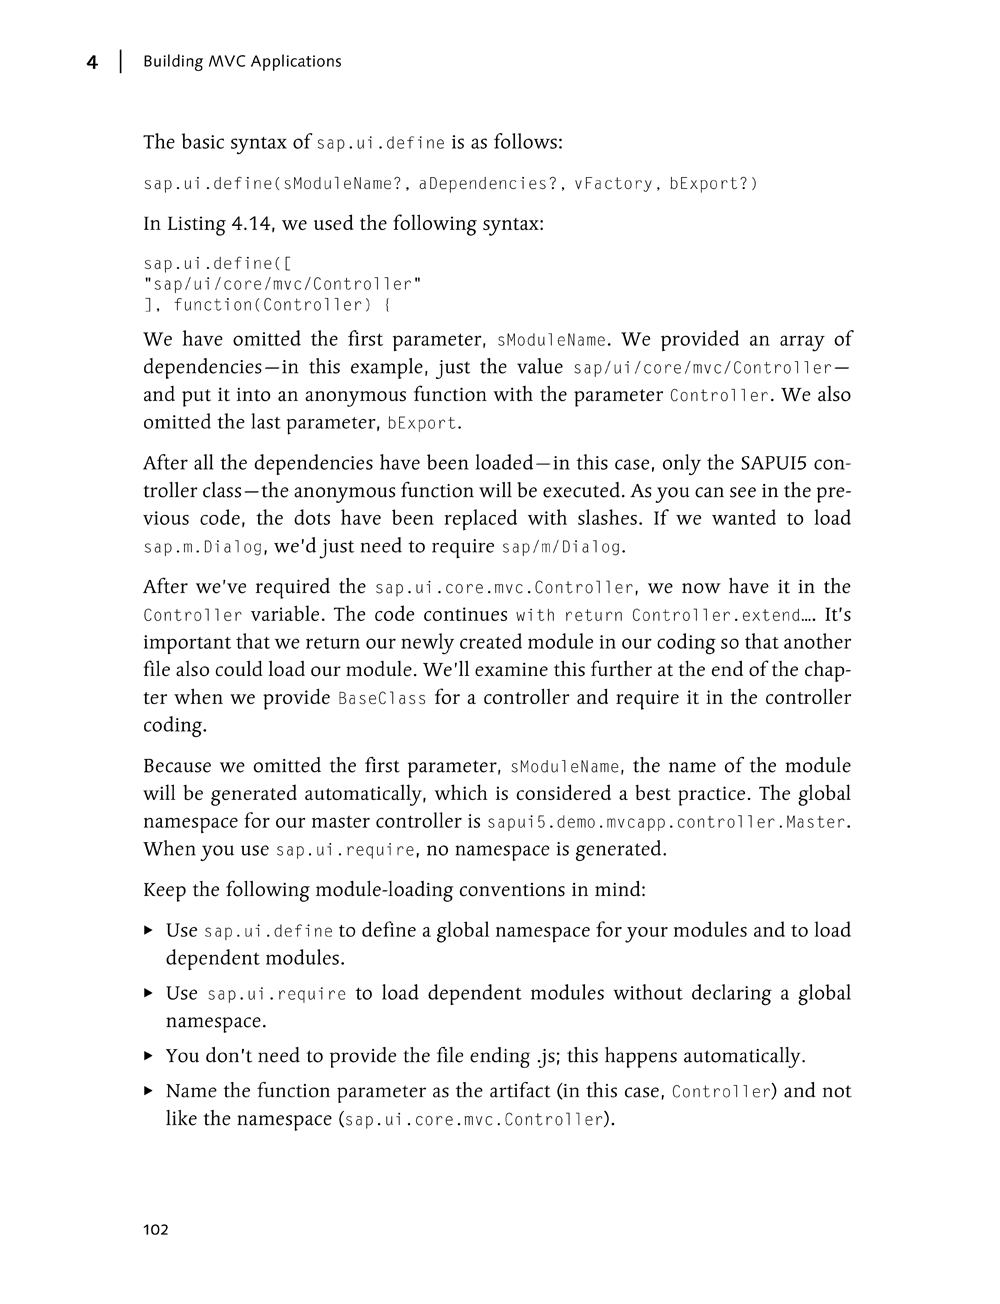 4 | Building MVC Applications
The basic syntax of sap.ui.define is as follows:
sap.ui.define(sModuleName?, aDependencies?, vFactory, bExport?)
In Listing 4.14, we used the following syntax:
sap.ui.define([
"sap/ui/core/mvc/Controller"
], function(Controller) {
We have omitted the first parameter, sModuleName. We provided an array of
dependencies—in this example, just the value sap/ui/core/mvc/Controller—
and put it into an anonymous function with the parameter Controller. We also
omitted the last parameter, bExport.
After all the dependencies have been loaded—in this case, only the SAPUI5 con-
troller class—the anonymous function will be executed. As you can see in the pre-
vious code, the dots have been replaced with slashes. If we wanted to load
sap.m.Dialog, we'd just need to require sap/m/Dialog.
After we've required the sap.ui.core.mvc.Controller, we now have it in the
Controller variable. The code continues with return Controller.extend…. It's
important that we return our newly created module in our coding so that another
file also could load our module. We'll examine this further at the end of the chap-
ter when we provide BaseClass for a controller and require it in the controller
coding.
Because we omitted the first parameter, sModuleName, the name of the module
will be generated automatically, which is considered a best practice. The global
namespace for our master controller is sapui5.demo.mvcapp.controller.Master.
When you use sap.ui.require, no namespace is generated.
Keep the following module-loading conventions in mind:
▶ Use sap.ui.define to define a global namespace for your modules and to load
dependent modules.
▶ Use sap.ui.require to load dependent modules without declaring a global
namespace.
▶ You don't need to provide the file ending .js; this happens automatically.
▶ Name the function parameter as the artifact (in this case, Controller) and not
like the namespace (sap.ui.core.mvc.Controller).
102